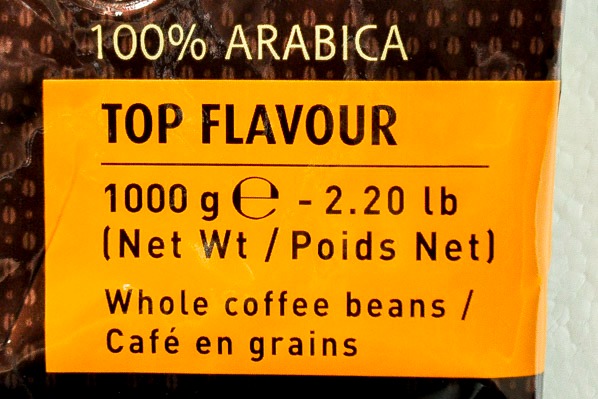 100% ARABICA
TOP FLAVOUR
1000 g ℮ - 2.20 lb
(Net Wt / Poids Net)
Whole coffee beans /
Café en grains